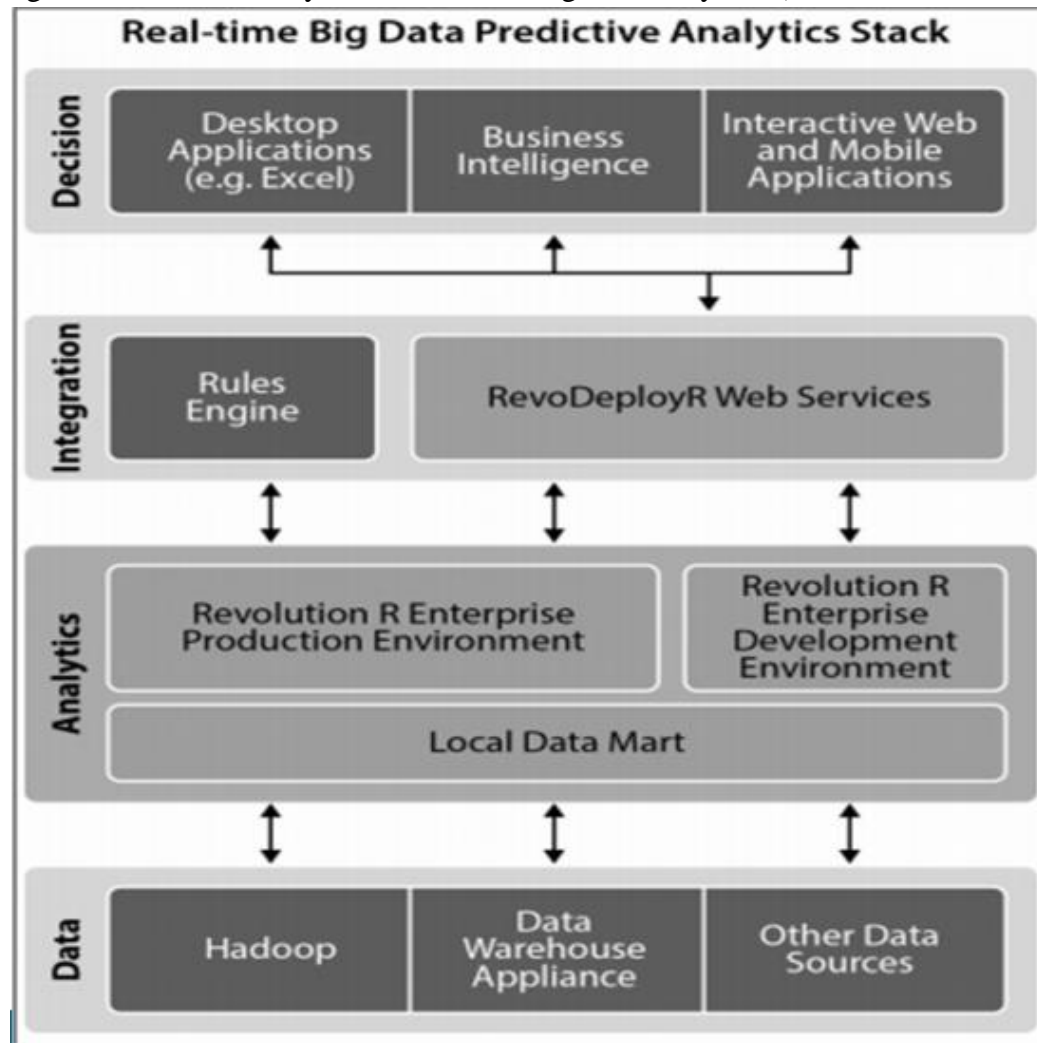 Real-time Big Data Predictive Analytics Stack
Decision
Desktop
Applications
(e.g. Excel)
Business
Intelligence
Interactive Web
and Mobile
Applications
Integration
Rules
Engine
RevoDeployR Web Services
Analytics
Revolution R Enterprise
Production Environment
Revolution R
Enterprise
Development
Environment
Local Data Mart
Data
Hadoop
Data
Warehouse
Appliance
Other Data
Sources